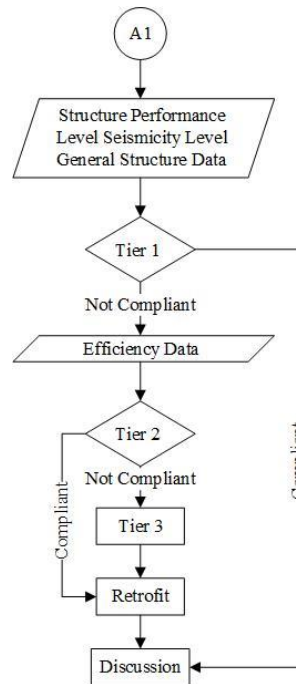 A1
Structure Performance
Level Seismicity Level
General Structure Data
Tier 1
Not Compliant
Efficiency Data
Tier 2
Not Compliant
Compliant
Tier 3
Retrofit
Discussion